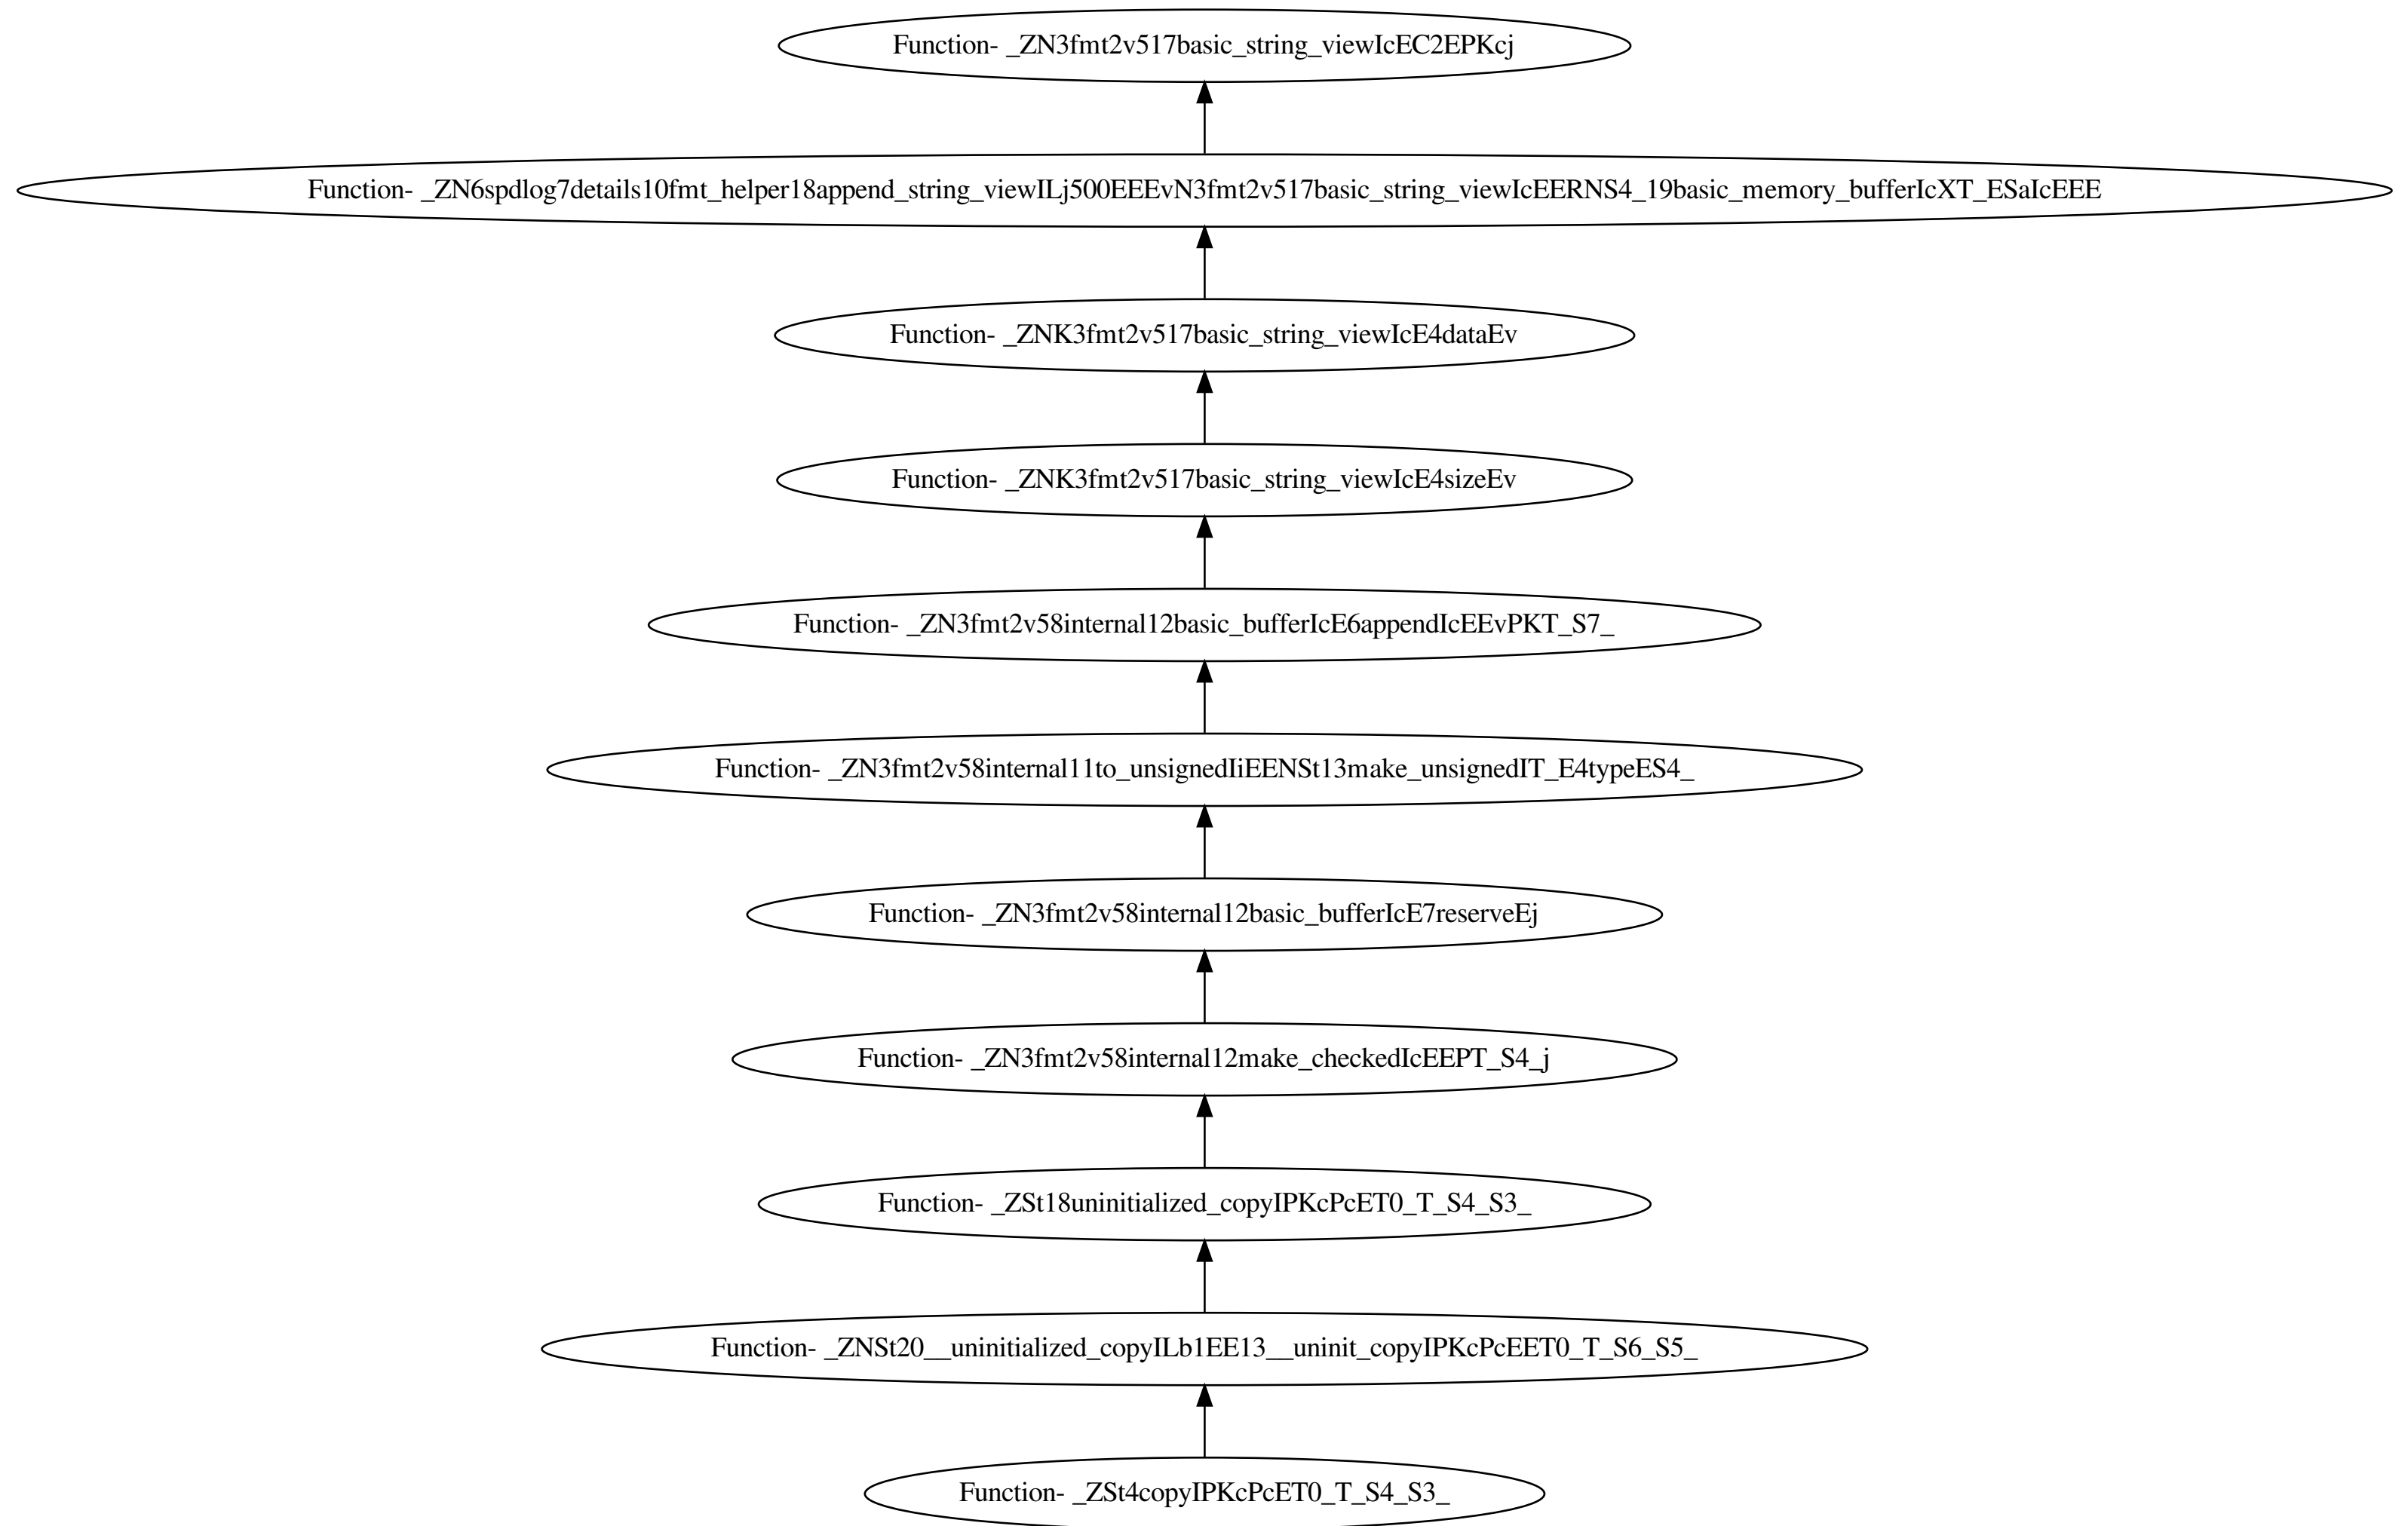 Function- _ZN3fmt2v517basic_string_viewIcEC2EPKcj
Function- _ZN6spdlog7details10fmt_helper18append_string_viewILj500EEEvN3fmt2v517basic_string_viewIcEERNS4_19basic_memory_bufferIcXT_ESaIcEEE
Function- _ZNK3fmt2v517basic_string_viewIcE4dataEv
Function- _ZNK3fmt2v517basic_string_viewIcE4sizeEv
Function- _ZN3fmt2v58internal12basic_bufferIcE6appendIcEEvPKT_S7_
Function- _ZN3fmt2v58internal11to_unsignedIiEENSt13make_unsignedIT_E4typeES4_
Function- _ZN3fmt2v58internal12basic_bufferIcE7reserveEj
Function- _ZN3fmt2v58internal12make_checkedIcEEPT_S4_j
Function- _ZSt18uninitialized_copyIPKcPcET0_T_S4_S3_
Function- _ZNSt20__uninitialized_copyILb1EE13__uninit_copyIPKcPcEET0_T_S6_S5_
Function- _ZSt4copyIPKcPcET0_T_S4_S3_